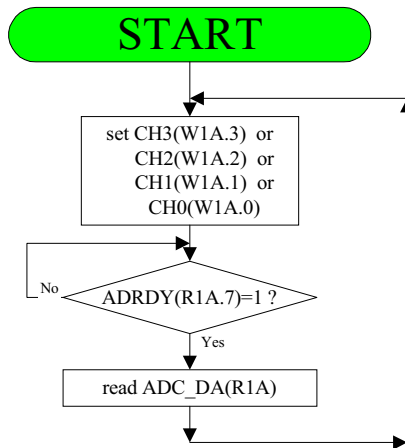 START
set CH3(W1A.3) or
CH2(W1A.2) or
CH1(W1A.1) or
CH0(W1A.0)
No
ADRDY(R1A.7)=1 ?
Yes
read ADC_DA(R1A)